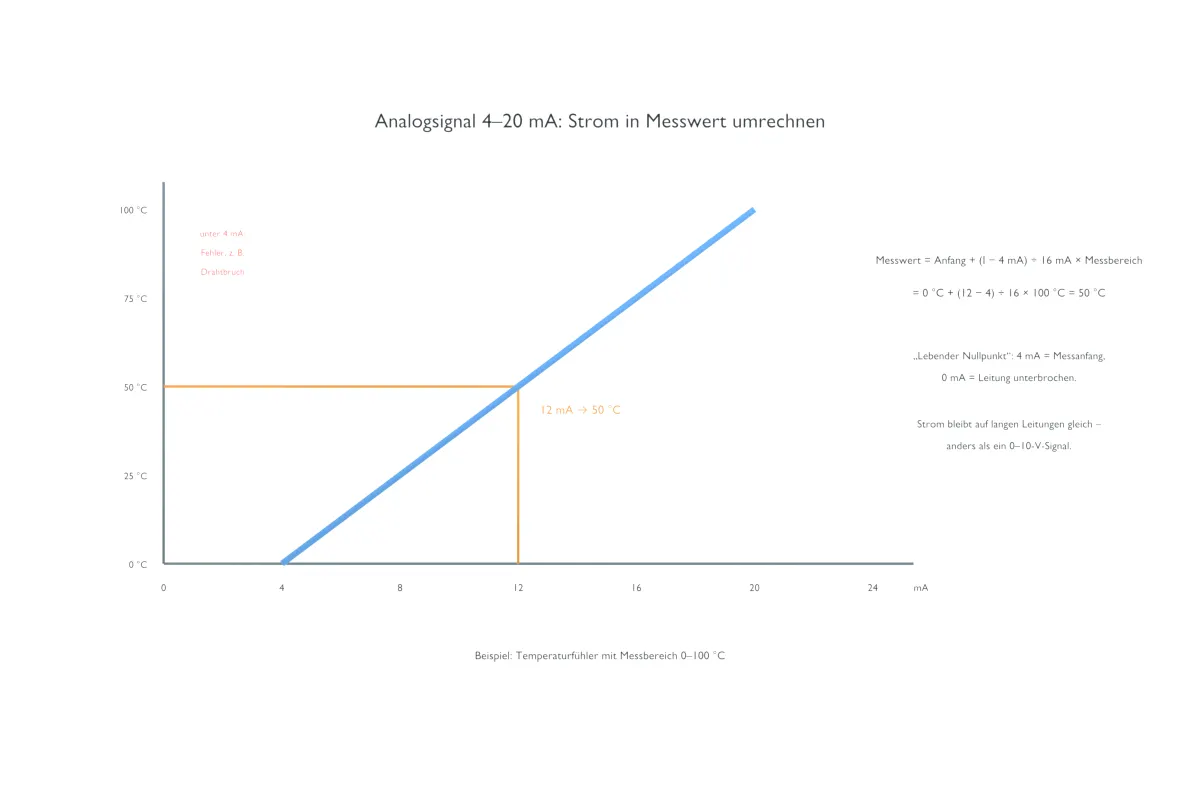 Analogsignal 4–20 mA: Strom in Messwert umrechnen
100 °C
75 °C
50 °C
25 °C
0 °C
unter 4 mA
Fehler, z. B.
Drahtbruch
12 mA → 50 °C
0 4 8 12 16 20 24 mA
Messwert = Anfang + (I − 4 mA) ÷ 16 mA × Messbereich
= 0 °C + (12 − 4) ÷ 16 × 100 °C = 50 °C
„Lebender Nullpunkt“: 4 mA = Messanfang,
0 mA = Leitung unterbrochen.
Strom bleibt auf langen Leitungen gleich –
anders als ein 0–10-V-Signal.
Beispiel: Temperaturfühler mit Messbereich 0–100 °C